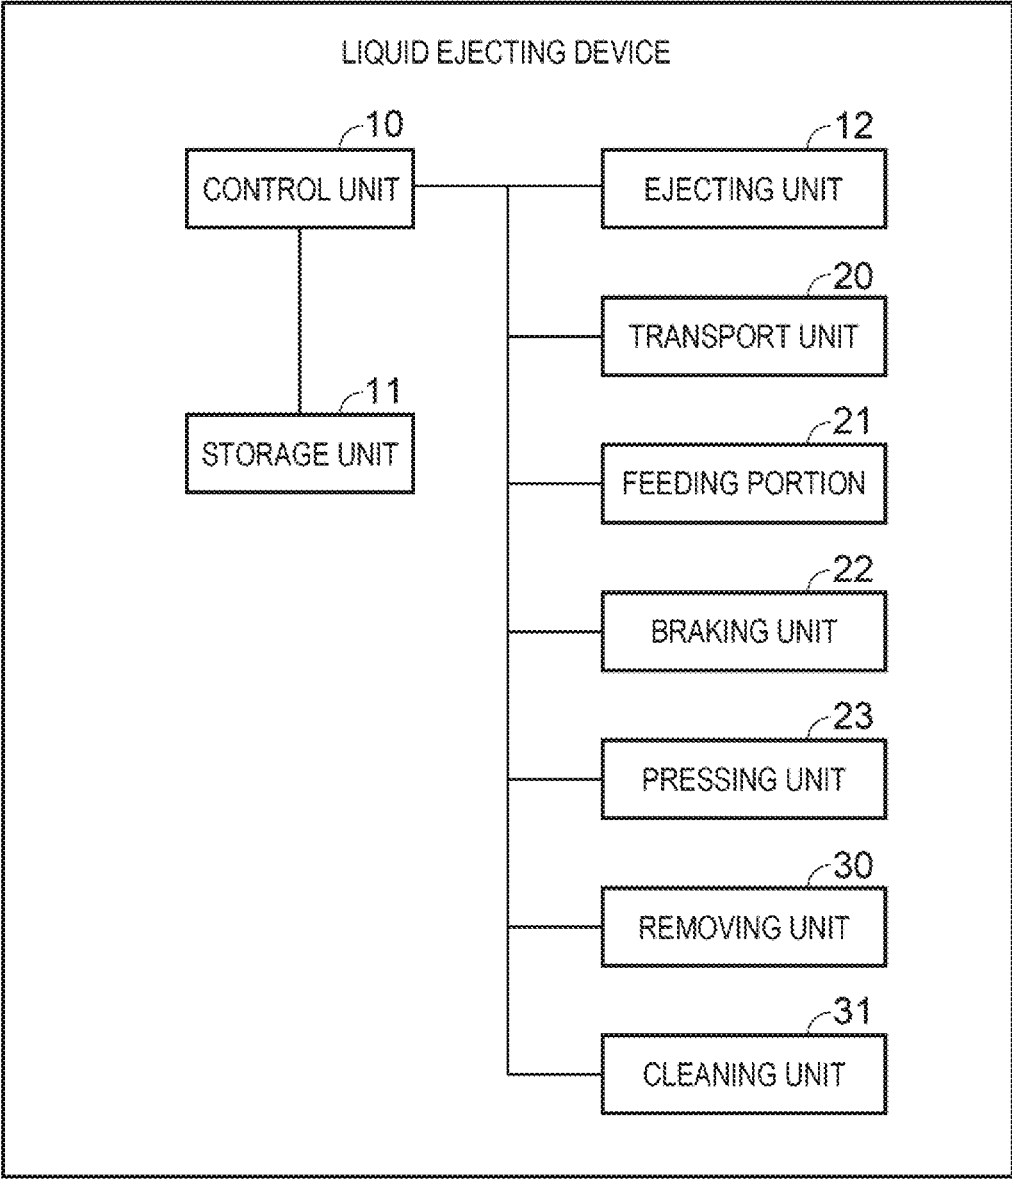 LIQUID EJECTING DEVICE
10
CONTROL UNIT
12
EJECTING UNIT
20
TRANSPORT UNIT
11
STORAGE UNIT
21
FEEDING PORTION
22
BRAKING UNIT
23
PRESSING UNIT
30
REMOVING UNIT
31
CLEANING UNIT